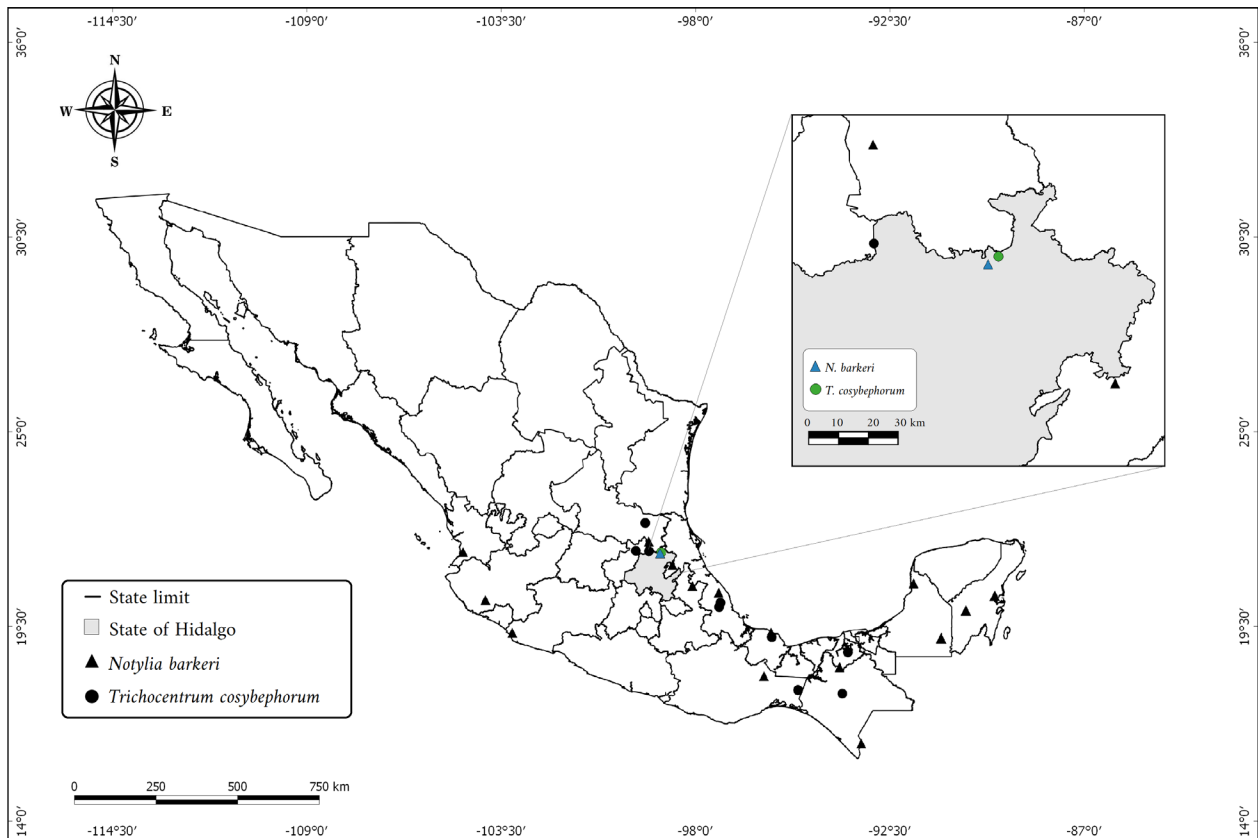 -114°30′ -109°0′ -103°30′ -98°0′ -92°30′ -87°0′
36°0′ 36°0′
N
W E
S
30°30′ 30°30′
N. barkeri
T. cosybephorum
0 10 20 30 km
25°0′ 25°0′
State limit
State of Hidalgo
Notylia barkeri
Trichocentrum cosybephorum
19°30′ 19°30′
0 250 500 750 km
14°0′ 14°0′
-114°30′ -109°0′ -103°30′ -98°0′ -92°30′ -87°0′